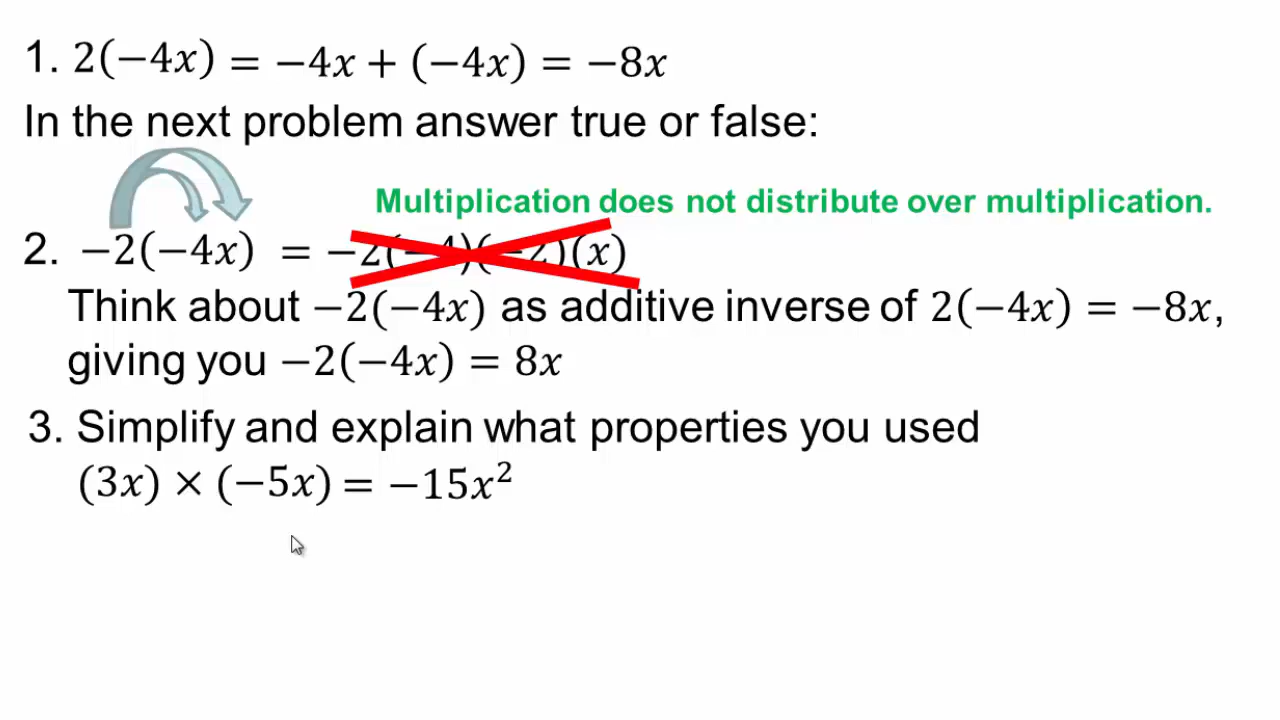 1. 2(−4x) = −4x + (−4x) = −8x
In the next problem answer true or false:
Multiplication does not distribute over multiplication.
2. −2(−4x) = −2(−4)(−2)(x)
Think about −2(−4x) as additive inverse of 2(−4x) = −8x,
giving you −2(−4x) = 8x
3. Simplify and explain what properties you used
(3x) × (−5x) = −15x²